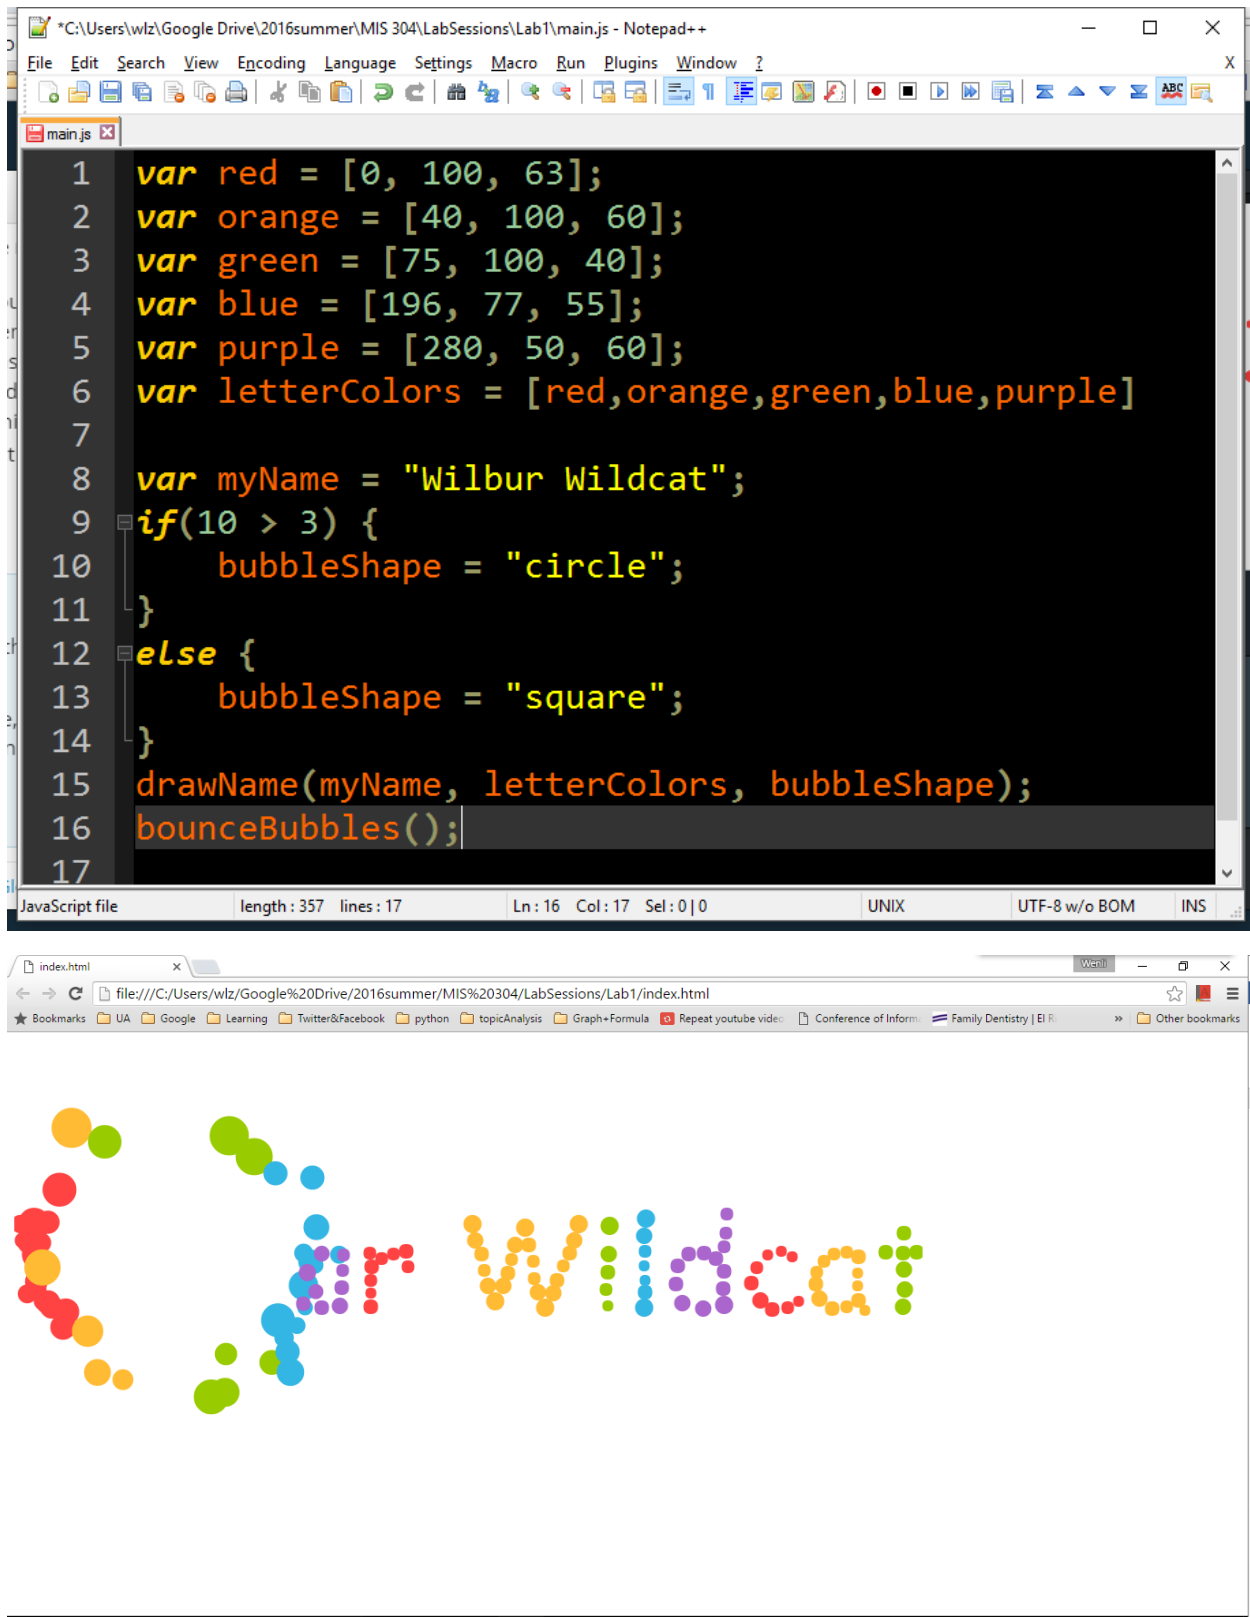 *C:\Users\wlz\Google Drive\2016summer\MIS 304\LabSessions\Lab1\main.js - Notepad++
File Edit Search View Encoding Language Settings Macro Run Plugins Window ? X
main.js
1 var red = [0, 100, 63];
2 var orange = [40, 100, 60];
3 var green = [75, 100, 40];
4 var blue = [196, 77, 55];
5 var purple = [280, 50, 60];
6 var letterColors = [red,orange,green,blue,purple]
7
8 var myName = "Wilbur Wildcat";
9 if(10 > 3) {
10 bubbleShape = "circle";
11 }
12 else {
13 bubbleShape = "square";
14 }
15 drawName(myName, letterColors, bubbleShape);
16 bounceBubbles();
17
JavaScript file length : 357 lines : 17 Ln : 16 Col : 17 Sel : 0 | 0 UNIX UTF-8 w/o BOM INS
index.html Wenli
file:///C:/Users/wlz/Google%20Drive/2016summer/MIS%20304/LabSessions/Lab1/index.html
Bookmarks UA Google Learning Twitter&Facebook python topicAnalysis Graph+Formula Repeat youtube video Conference of Inform Family Dentistry | El R » Other bookmarks
ur Wildcat